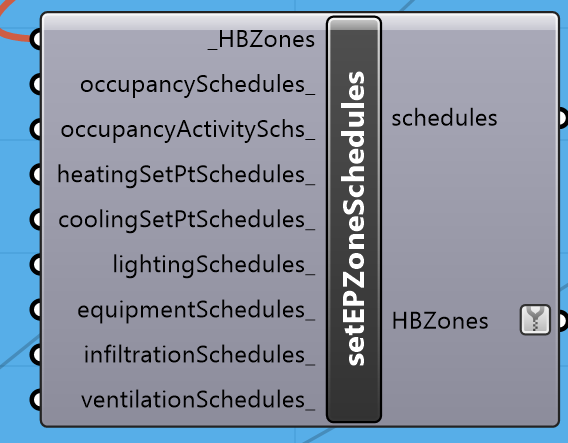 _HBZones
occupancySchedules_
occupancyActivitySchs_
heatingSetPtSchedules_
coolingSetPtSchedules_
lightingSchedules_
equipmentSchedules_
infiltrationSchedules_
ventilationSchedules_
setEPZoneSchedules
schedules
HBZones